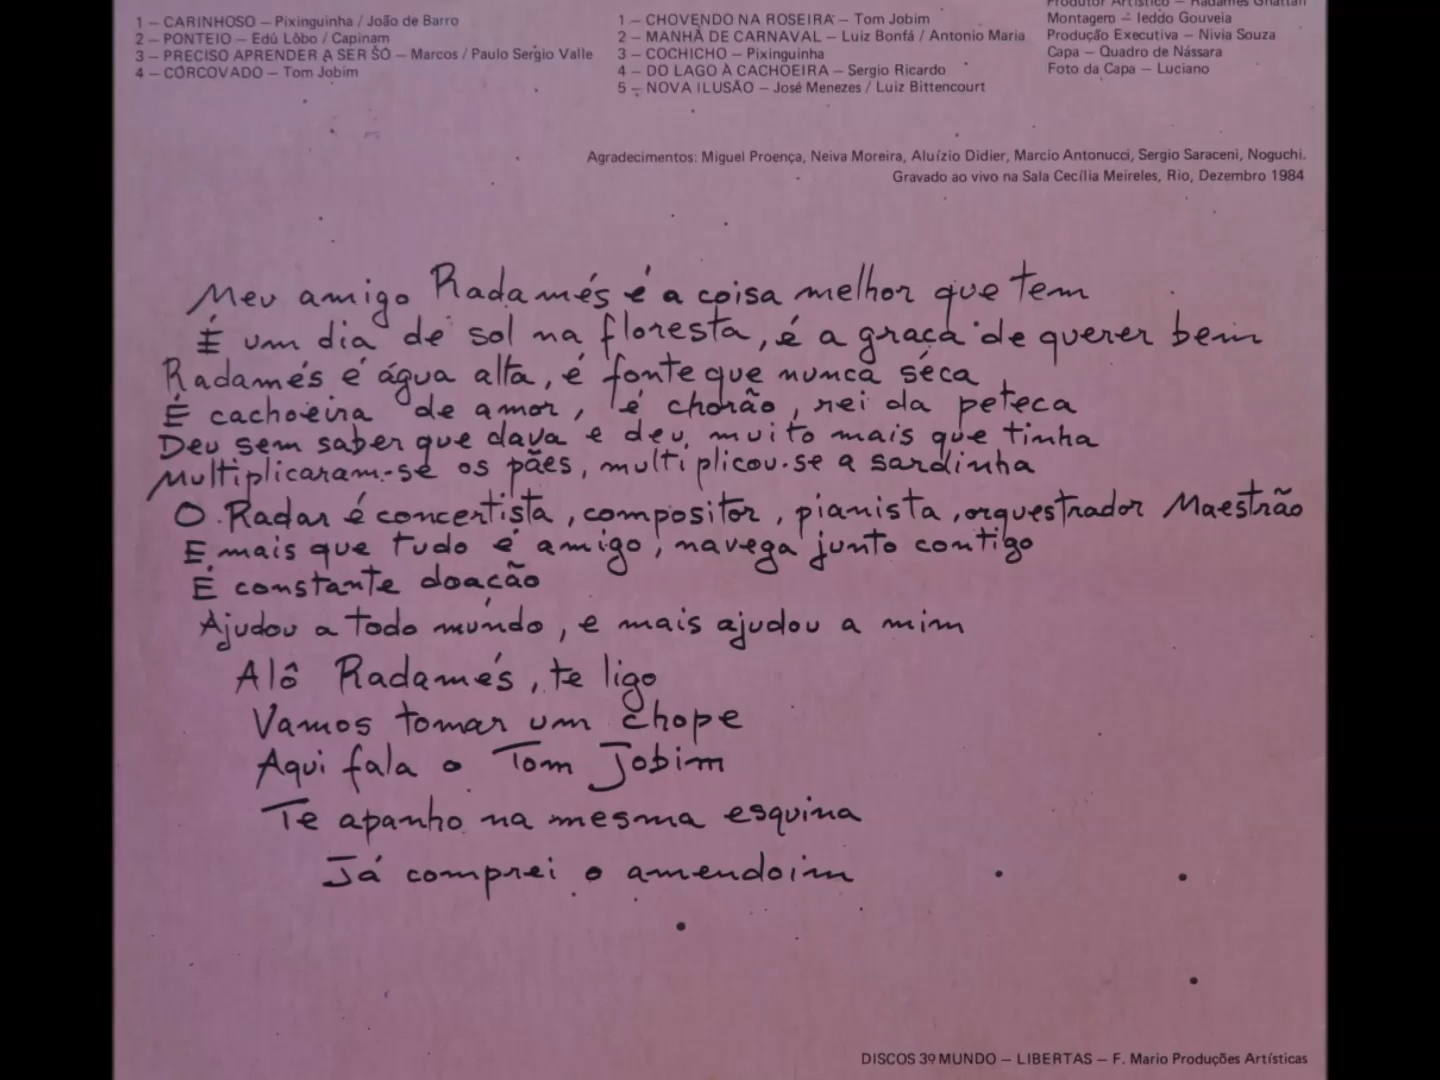 1 – CARINHOSO – Pixinguinha / João de Barro
2 – PONTEIO – Edú Lôbo / Capinam
3 – PRECISO APRENDER A SER SÓ – Marcos / Paulo Sergio Valle
4 – CORCOVADO – Tom Jobim
1 – CHOVENDO NA ROSEIRA – Tom Jobim
2 – MANHÃ DE CARNAVAL – Luiz Bonfá / Antonio Maria
3 – COCHICHO – Pixinguinha
4 – DO LAGO À CACHOEIRA – Sergio Ricardo
5 – NOVA ILUSÃO – José Menezes / Luiz Bittencourt
Produtor Artístico – Radamés Gnattali
Montagem – Ieddo Gouveia
Produção Executiva – Nivia Souza
Capa – Quadro de Nássara
Foto da Capa – Luciano
Agradecimentos: Miguel Proença, Neiva Moreira, Aluízio Didier, Marcio Antonucci, Sergio Saraceni, Noguchi.
Gravado ao vivo na Sala Cecília Meireles, Rio, Dezembro 1984
Meu amigo Radamés é a coisa melhor que tem
É um dia de sol na floresta, é a graça de querer bem
Radamés é água alta, é fonte que nunca séca
É cachoeira de amor, é chorão, rei da peteca
Deu sem saber que dava e deu muito mais que tinha
Multiplicaram-se os pães, multiplicou-se a sardinha
O Radar é concertista, compositor, pianista, orquestrador Maestrão
E mais que tudo é amigo, navega junto contigo
É constante doação
Ajudou a todo mundo, e mais ajudou a mim
Alô Radamés, te ligo
Vamos tomar um chope
Aqui fala o Tom Jobim
Te apanho na mesma esquina
Já comprei o amendoim
DISCOS 3º MUNDO – LIBERTAS – F. Mario Produções Artísticas